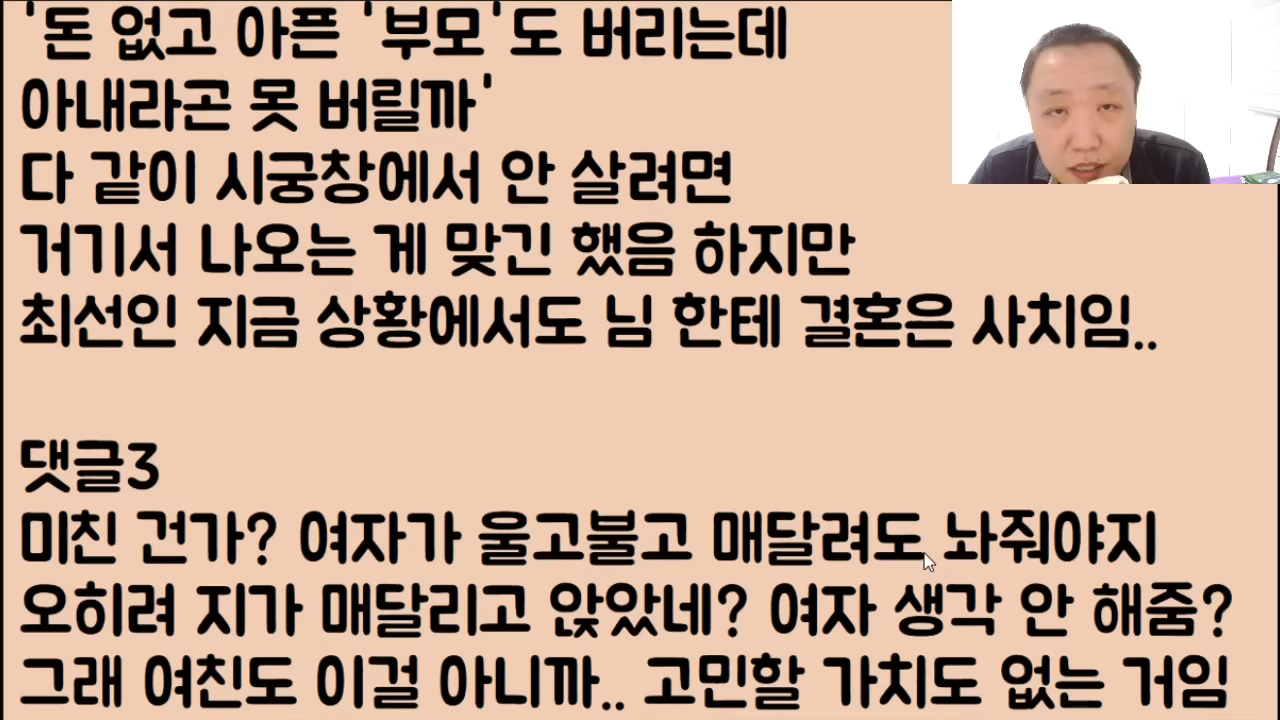 '돈 없고 아픈 '부모'도 버리는데
아내라곤 못 버릴까'
다 같이 시궁창에서 안 살려면
거기서 나오는 게 맞긴 했음 하지만
최선인 지금 상황에서도 님 한테 결혼은 사치임..
댓글3
미친 건가? 여자가 울고불고 매달려도 놔줘야지
오히려 지가 매달리고 앉았네? 여자 생각 안 해줌?
그래 여친도 이걸 아니까.. 고민할 가치도 없는 거임